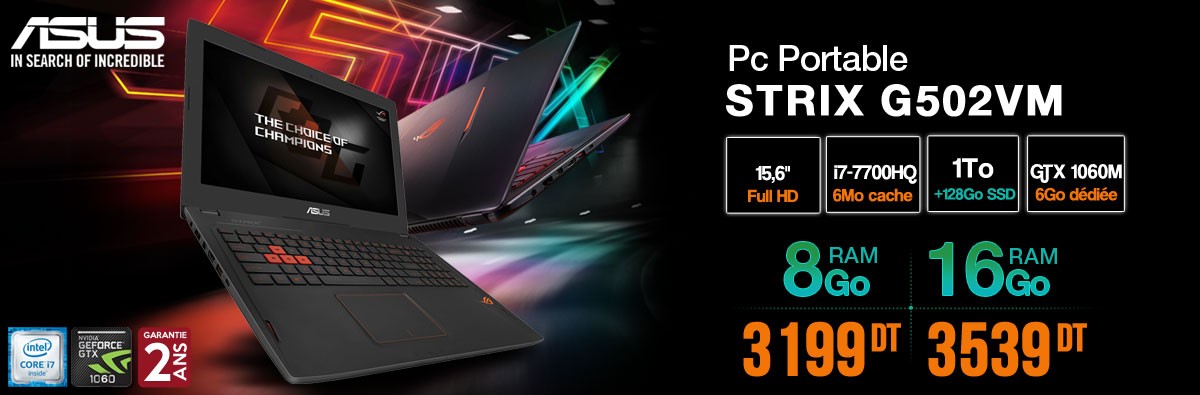 ASUS
IN SEARCH OF INCREDIBLE
THE CHOICE OF
CHAMPIONS
ASUS
Pc Portable
STRIX G502VM
15,6"
Full HD
i7-7700HQ
6Mo cache
1To
+128Go SSD
GTX 1060M
6Go dédiée
8 RAM
Go
16 RAM
Go
3199 DT
3539 DT
intel
CORE i7
inside
NVIDIA
GEFORCE
GTX
1060
GARANTIE
2 ANS